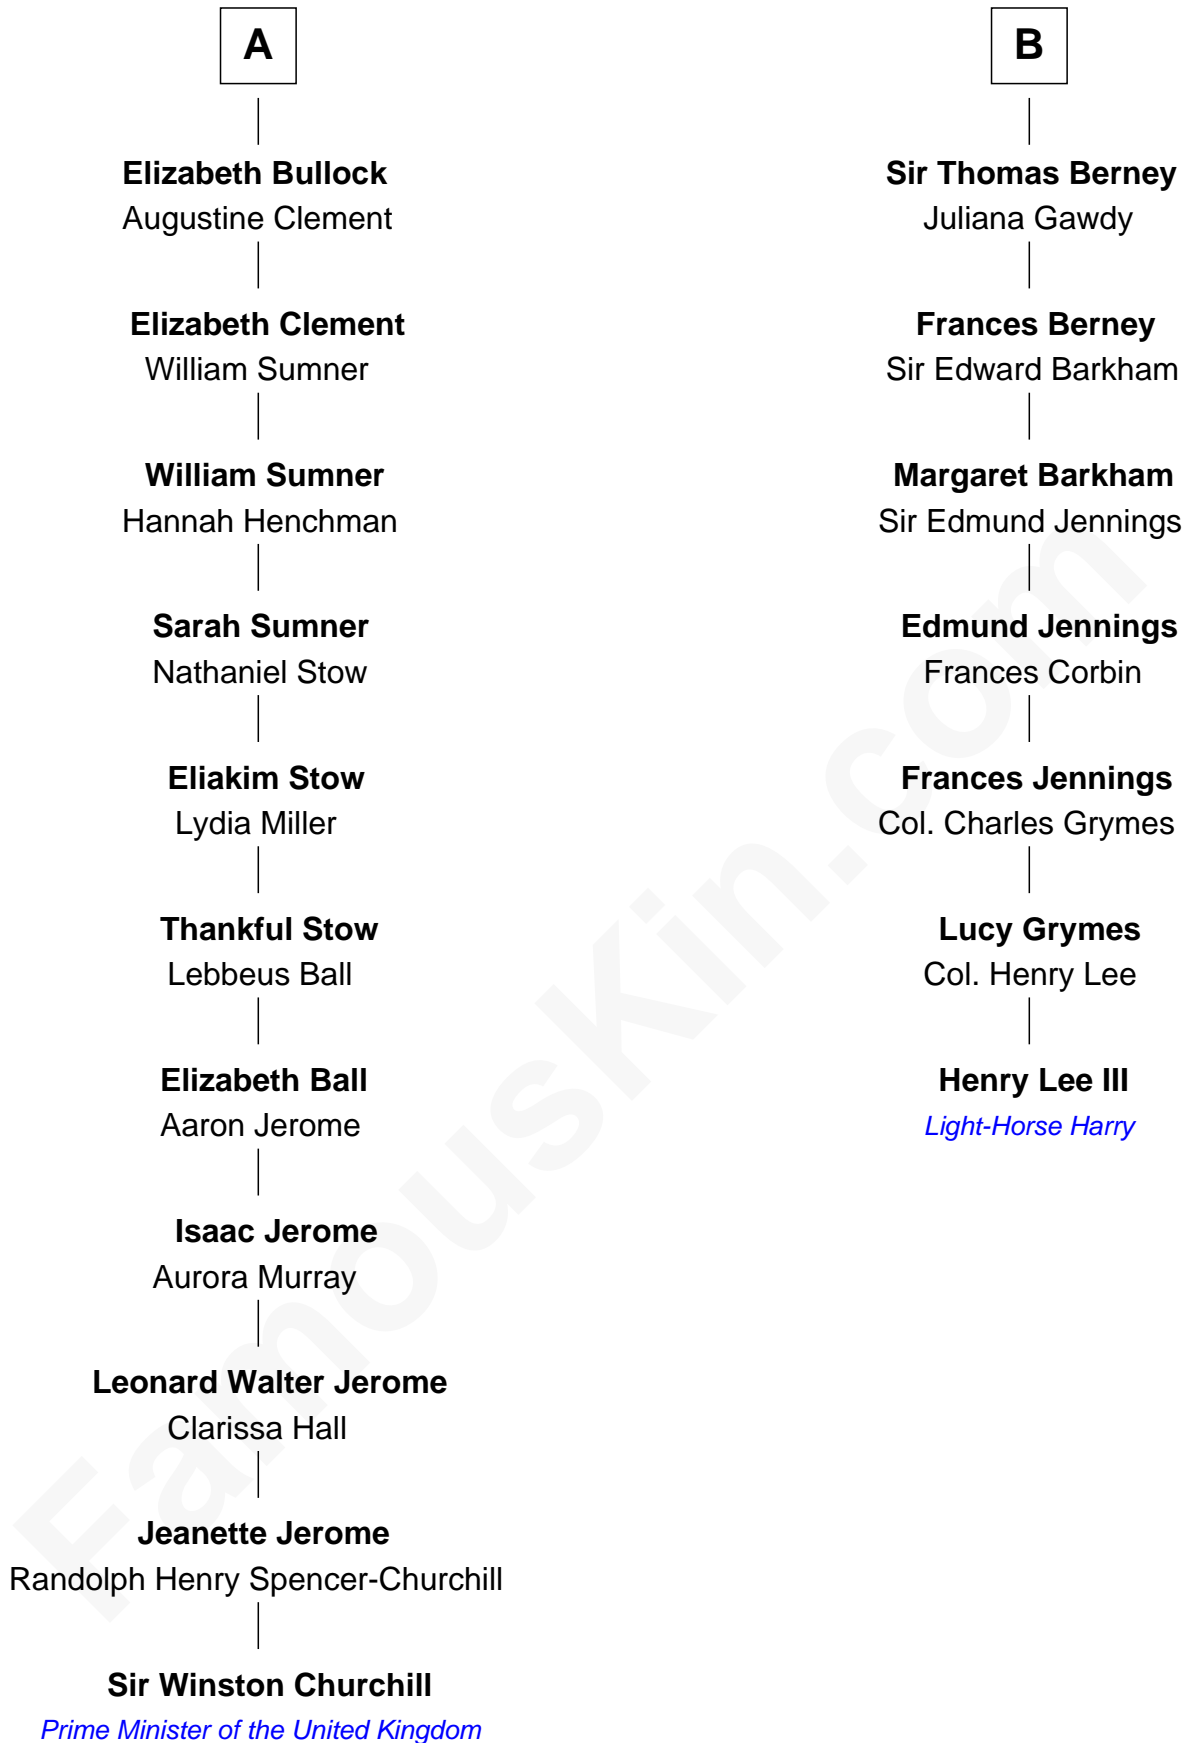 A
Elizabeth Bullock
Augustine Clement
Elizabeth Clement
William Sumner
William Sumner
Hannah Henchman
Sarah Sumner
Nathaniel Stow
Eliakim Stow
Lydia Miller
Thankful Stow
Lebbeus Ball
Elizabeth Ball
Aaron Jerome
Isaac Jerome
Aurora Murray
Leonard Walter Jerome
Clarissa Hall
Jeanette Jerome
Randolph Henry Spencer-Churchill
Sir Winston Churchill
Prime Minister of the United Kingdom
B
Sir Thomas Berney
Juliana Gawdy
Frances Berney
Sir Edward Barkham
Margaret Barkham
Sir Edmund Jennings
Edmund Jennings
Frances Corbin
Frances Jennings
Col. Charles Grymes
Lucy Grymes
Col. Henry Lee
Henry Lee III
Light-Horse Harry
FamousKin.com